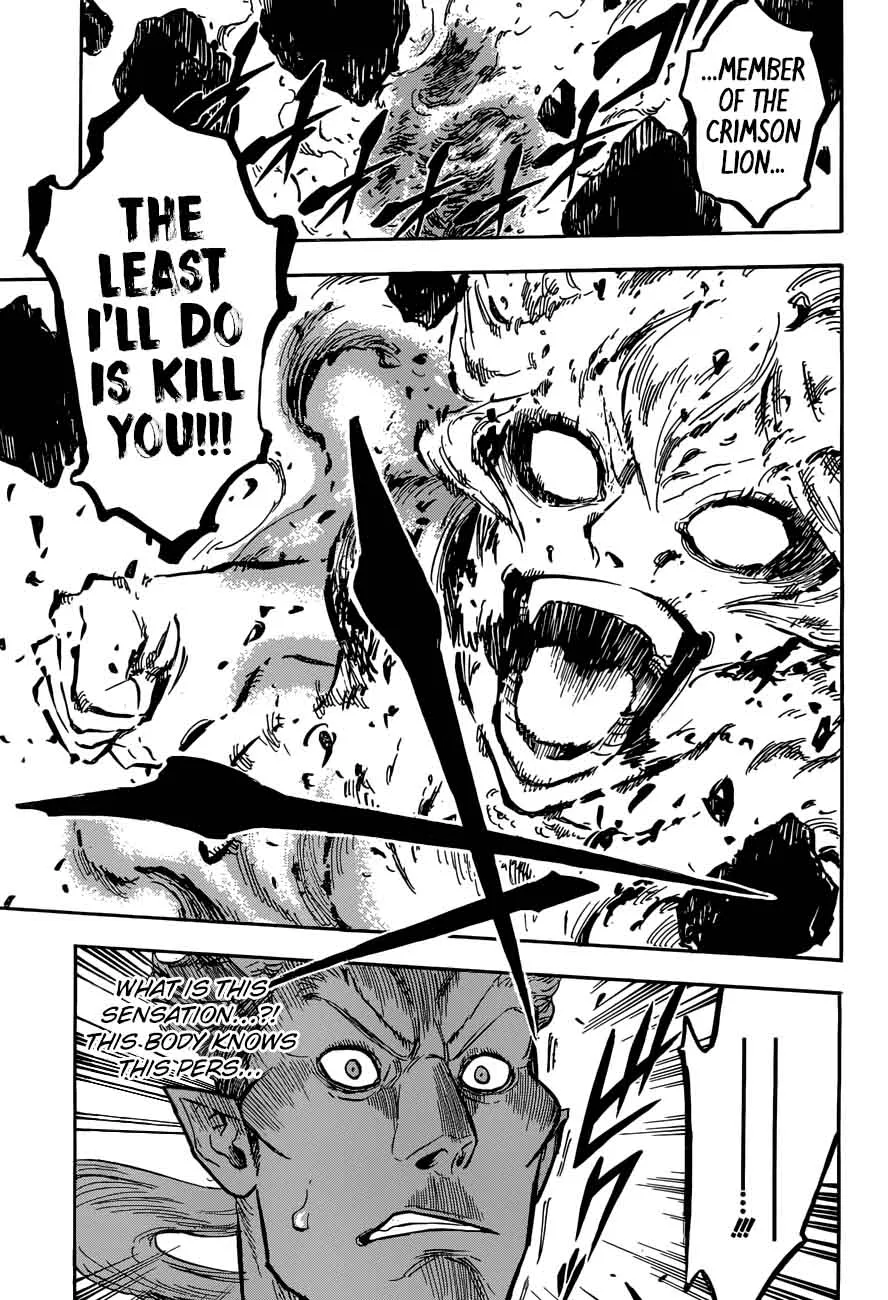 ...MEMBER
OF THE
CRIMSON
LION...
THE
LEAST
I'LL DO
IS KILL
YOU!!!
...!!!
WHAT IS THIS
SENSATION...?!
THIS BODY KNOWS
THIS PERS...